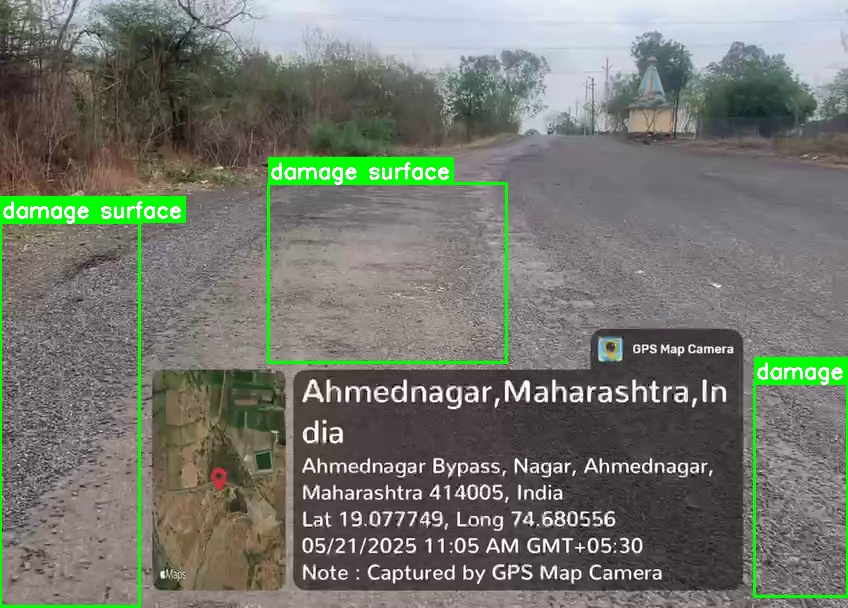 damage surface
damage surface
GPS Map Camera
damage
Ahmednagar,Maharashtra,In
dia
Ahmednagar Bypass, Nagar, Ahmednagar,
Maharashtra 414005, India
Lat 19.077749, Long 74.680556
05/21/2025 11:05 AM GMT+05:30
Note : Captured by GPS Map Camera
Maps